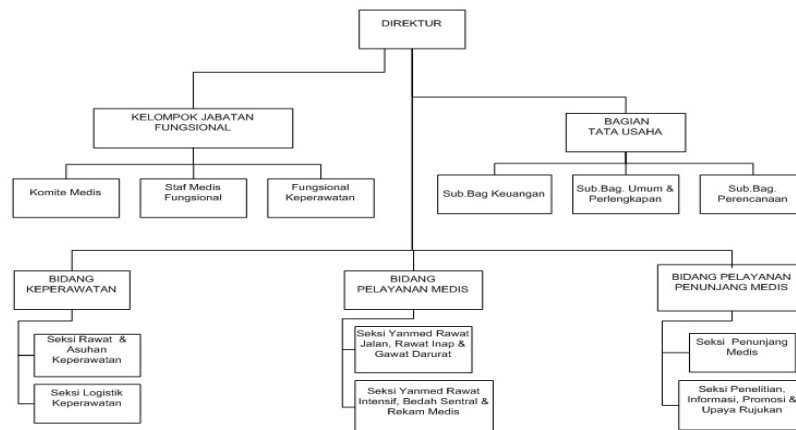 DIREKTUR
KELOMPOK JABATAN
FUNGSIONAL
BAGIAN
TATA USAHA
Komite Medis
Staf Medis
Fungsional
Fungsional
Keperawatan
Sub.Bag Keuangan
Sub.Bag. Umum &
Perlengkapan
Sub.Bag.
Perencanaan
BIDANG
KEPERAWATAN
BIDANG
PELAYANAN MEDIS
BIDANG PELAYANAN
PENUNJANG MEDIS
Seksi Rawat &
Asuhan
Keperawatan
Seksi Logistik
Keperawatan
Seksi Yanmed Rawat
Jalan, Rawat Inap &
Gawat Darurat
Seksi Yanmed Rawat
Intensif, Bedah Sentral &
Rekam Medis
Seksi Penunjang
Medis
Seksi Penelitian,
Informasi, Promosi &
Upaya Rujukan